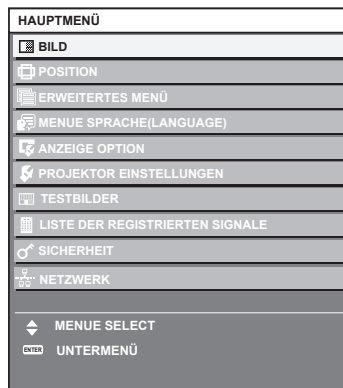 HAUPTMENÜ
BILD
POSITION
ERWEITERTES MENÜ
MENUE SPRACHE(LANGUAGE)
ANZEIGE OPTION
PROJEKTOR EINSTELLUNGEN
TESTBILDER
LISTE DER REGISTRIERTEN SIGNALE
SICHERHEIT
NETZWERK
MENUE SELECT
ENTER UNTERMENÜ